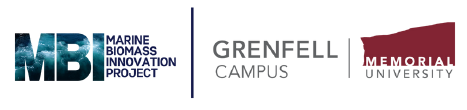 MBI
MARINE
BIOMASS
INNOVATION
PROJECT
GRENFELL
CAMPUS
MEMORIAL
UNIVERSITY